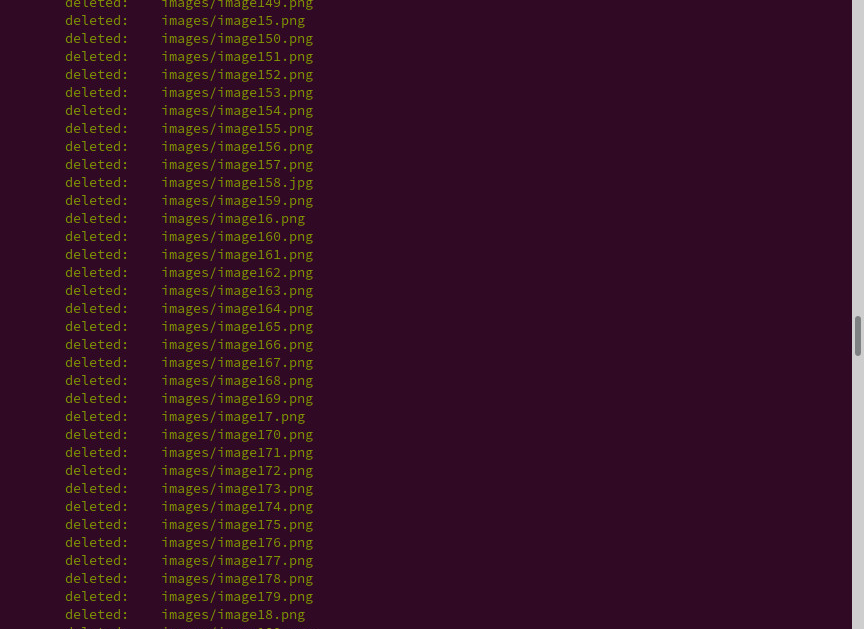 deleted:    images/image149.png
deleted:    images/image15.png
deleted:    images/image150.png
deleted:    images/image151.png
deleted:    images/image152.png
deleted:    images/image153.png
deleted:    images/image154.png
deleted:    images/image155.png
deleted:    images/image156.png
deleted:    images/image157.png
deleted:    images/image158.jpg
deleted:    images/image159.png
deleted:    images/image16.png
deleted:    images/image160.png
deleted:    images/image161.png
deleted:    images/image162.png
deleted:    images/image163.png
deleted:    images/image164.png
deleted:    images/image165.png
deleted:    images/image166.png
deleted:    images/image167.png
deleted:    images/image168.png
deleted:    images/image169.png
deleted:    images/image17.png
deleted:    images/image170.png
deleted:    images/image171.png
deleted:    images/image172.png
deleted:    images/image173.png
deleted:    images/image174.png
deleted:    images/image175.png
deleted:    images/image176.png
deleted:    images/image177.png
deleted:    images/image178.png
deleted:    images/image179.png
deleted:    images/image18.png